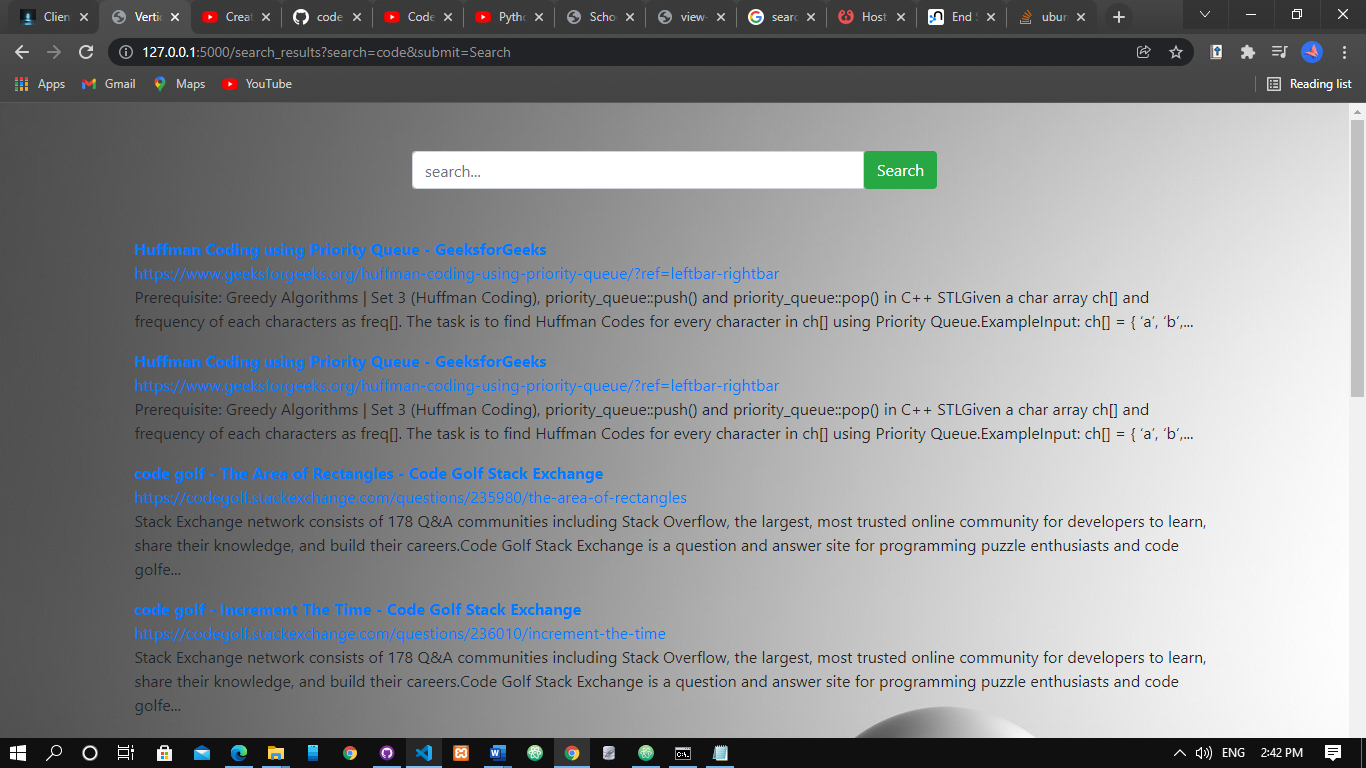 Clien
Verti
Creat
code
Code
Pytho
Scho
view-
searc
Host
End S
ubun
127.0.0.1:5000/search_results?search=code&submit=Search
Apps
Gmail
Maps
YouTube
Reading list
search...
Search
Huffman Coding using Priority Queue - GeeksforGeeks
https://www.geeksforgeeks.org/huffman-coding-using-priority-queue/?ref=leftbar-rightbar
Prerequisite: Greedy Algorithms | Set 3 (Huffman Coding), priority_queue::push() and priority_queue::pop() in C++ STLGiven a char array ch[] and
frequency of each characters as freq[]. The task is to find Huffman Codes for every character in ch[] using Priority Queue.ExampleInput: ch[] = { ‘a’, ‘b’,...
Huffman Coding using Priority Queue - GeeksforGeeks
https://www.geeksforgeeks.org/huffman-coding-using-priority-queue/?ref=leftbar-rightbar
Prerequisite: Greedy Algorithms | Set 3 (Huffman Coding), priority_queue::push() and priority_queue::pop() in C++ STLGiven a char array ch[] and
frequency of each characters as freq[]. The task is to find Huffman Codes for every character in ch[] using Priority Queue.ExampleInput: ch[] = { ‘a’, ‘b’,...
code golf - The Area of Rectangles - Code Golf Stack Exchange
https://codegolf.stackexchange.com/questions/235980/the-area-of-rectangles
Stack Exchange network consists of 178 Q&A communities including Stack Overflow, the largest, most trusted online community for developers to learn,
share their knowledge, and build their careers.Code Golf Stack Exchange is a question and answer site for programming puzzle enthusiasts and code
golfe...
code golf - Increment The Time - Code Golf Stack Exchange
https://codegolf.stackexchange.com/questions/236010/increment-the-time
Stack Exchange network consists of 178 Q&A communities including Stack Overflow, the largest, most trusted online community for developers to learn,
share their knowledge, and build their careers.Code Golf Stack Exchange is a question and answer site for programming puzzle enthusiasts and code
golfe...
ENG
2:42 PM